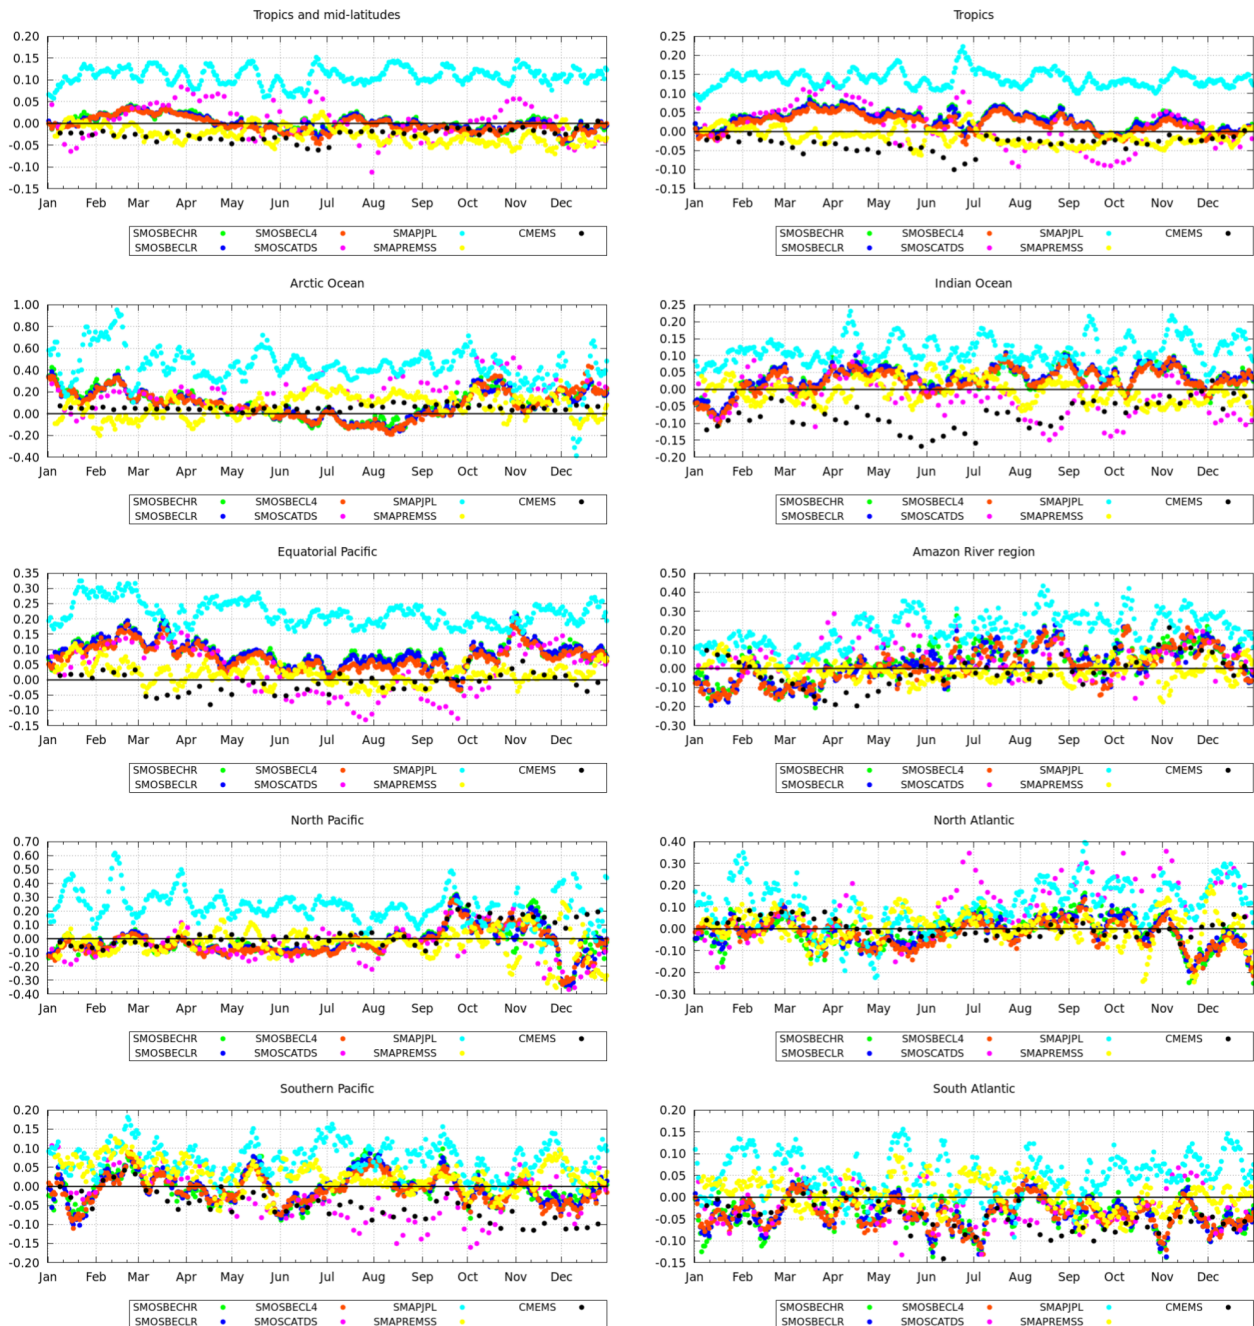 Tropics and mid-latitudes
0.20
0.15
0.10
0.05
0.00
-0.05
-0.10
-0.15
Jan Feb Mar Apr May Jun Jul Aug Sep Oct Nov Dec
SMOSBECHR SMOSBECL4 SMAPJPL CMEMS
SMOSBECLR SMOSCATDS SMAPREMSS
Tropics
0.25
0.20
0.15
0.10
0.05
0.00
-0.05
-0.10
-0.15
Jan Feb Mar Apr May Jun Jul Aug Sep Oct Nov Dec
SMOSBECHR SMOSBECL4 SMAPJPL CMEMS
SMOSBECLR SMOSCATDS SMAPREMSS
Arctic Ocean
1.00
0.80
0.60
0.40
0.20
0.00
-0.20
-0.40
Jan Feb Mar Apr May Jun Jul Aug Sep Oct Nov Dec
SMOSBECHR SMOSBECL4 SMAPJPL CMEMS
SMOSBECLR SMOSCATDS SMAPREMSS
Indian Ocean
0.25
0.20
0.15
0.10
0.05
0.00
-0.05
-0.10
-0.15
-0.20
Jan Feb Mar Apr May Jun Jul Aug Sep Oct Nov Dec
SMOSBECHR SMOSBECL4 SMAPJPL CMEMS
SMOSBECLR SMOSCATDS SMAPREMSS
Equatorial Pacific
0.35
0.30
0.25
0.20
0.15
0.10
0.05
0.00
-0.05
-0.10
-0.15
Jan Feb Mar Apr May Jun Jul Aug Sep Oct Nov Dec
SMOSBECHR SMOSBECL4 SMAPJPL CMEMS
SMOSBECLR SMOSCATDS SMAPREMSS
Amazon River region
0.50
0.40
0.30
0.20
0.10
0.00
-0.10
-0.20
-0.30
Jan Feb Mar Apr May Jun Jul Aug Sep Oct Nov Dec
SMOSBECHR SMOSBECL4 SMAPJPL CMEMS
SMOSBECLR SMOSCATDS SMAPREMSS
North Pacific
0.70
0.60
0.50
0.40
0.30
0.20
0.10
0.00
-0.10
-0.20
-0.30
-0.40
Jan Feb Mar Apr May Jun Jul Aug Sep Oct Nov Dec
SMOSBECHR SMOSBECL4 SMAPJPL CMEMS
SMOSBECLR SMOSCATDS SMAPREMSS
North Atlantic
0.40
0.30
0.20
0.10
0.00
-0.10
-0.20
-0.30
Jan Feb Mar Apr May Jun Jul Aug Sep Oct Nov Dec
SMOSBECHR SMOSBECL4 SMAPJPL CMEMS
SMOSBECLR SMOSCATDS SMAPREMSS
Southern Pacific
0.20
0.15
0.10
0.05
0.00
-0.05
-0.10
-0.15
-0.20
Jan Feb Mar Apr May Jun Jul Aug Sep Oct Nov Dec
SMOSBECHR SMOSBECL4 SMAPJPL CMEMS
SMOSBECLR SMOSCATDS SMAPREMSS
South Atlantic
0.20
0.15
0.10
0.05
0.00
-0.05
-0.10
-0.15
Jan Feb Mar Apr May Jun Jul Aug Sep Oct Nov Dec
SMOSBECHR SMOSBECL4 SMAPJPL CMEMS
SMOSBECLR SMOSCATDS SMAPREMSS